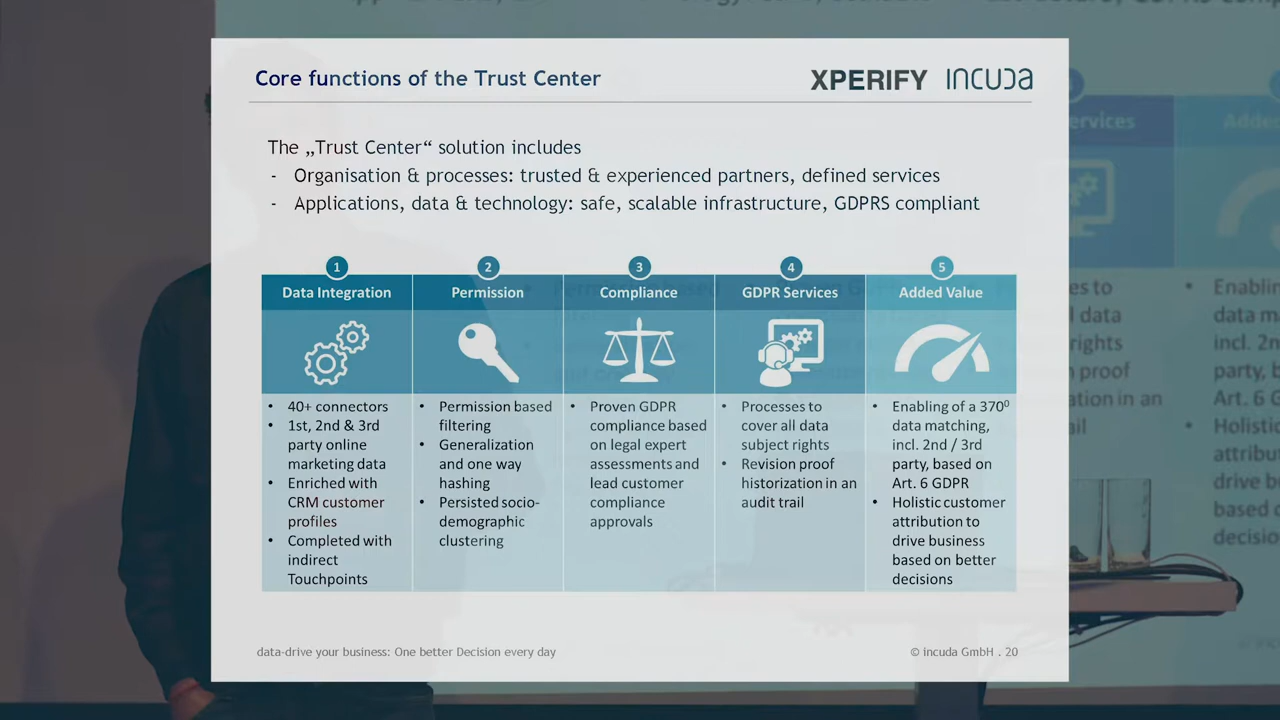 Core functions of the Trust Center
XPERIFY incuda
The „Trust Center“ solution includes
- Organisation & processes: trusted & experienced partners, defined services
- Applications, data & technology: safe, scalable infrastructure, GDPRS compliant
1
Data Integration
• 40+ connectors
• 1st, 2nd & 3rd
party online
marketing data
• Enriched with
CRM customer
profiles
• Completed with
indirect
Touchpoints
2
Permission
• Permission based
filtering
• Generalization
and one way
hashing
• Persisted socio-
demographic
clustering
3
Compliance
• Proven GDPR
compliance based
on legal expert
assessments and
lead customer
compliance
approvals
4
GDPR Services
• Processes to
cover all data
subject rights
• Revision proof
historization in an
audit trail
5
Added Value
• Enabling of a 370⁰
data matching,
incl. 2nd / 3rd
party, based on
Art. 6 GDPR
• Holistic customer
attribution to
drive business
based on better
decisions
data-drive your business: One better Decision every day
© incuda GmbH . 20